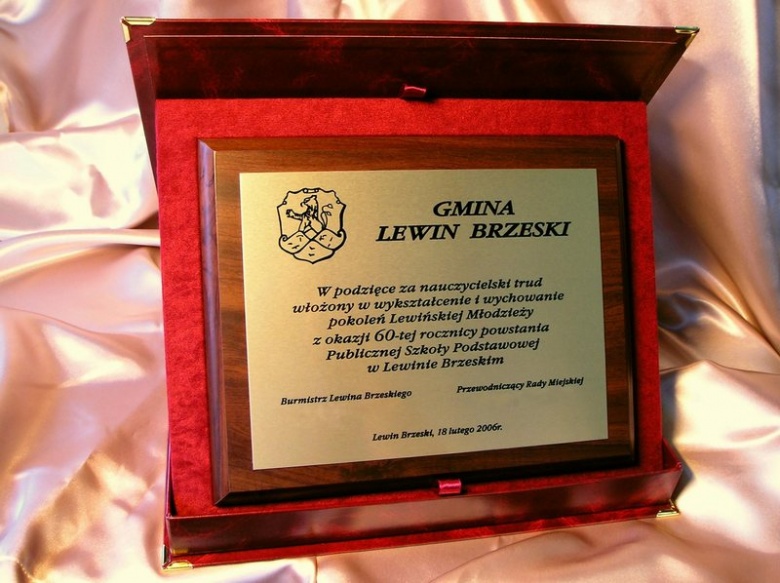 GMINA
LEWIN BRZESKI
W podzięce za nauczycielski trud
włożony w wykształcenie i wychowanie
pokoleń Lewińskiej Młodzieży
z okazji 60-tej rocznicy powstania
Publicznej Szkoły Podstawowej
w Lewinie Brzeskim
Burmistrz Lewina Brzeskiego
Przewodniczący Rady Miejskiej
Lewin Brzeski, 18 lutego 2006r.